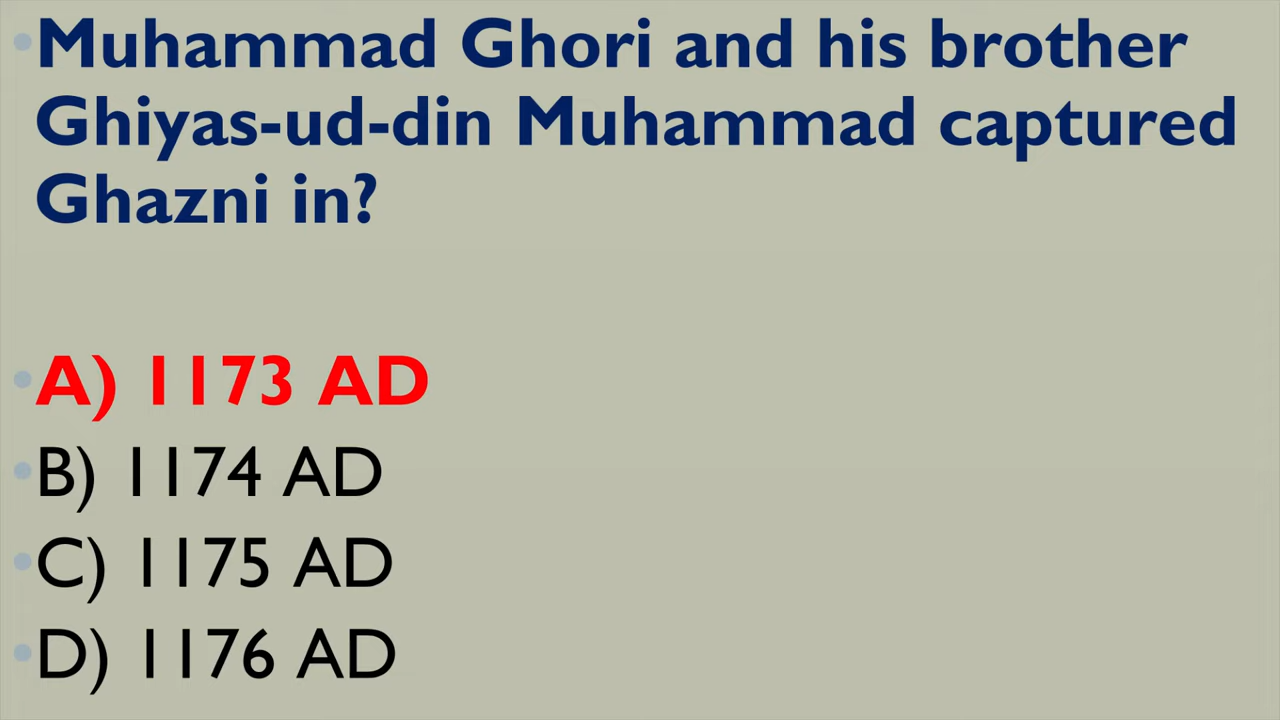 •Muhammad Ghori and his brother
Ghiyas-ud-din Muhammad captured
Ghazni in?
•A) 1173 AD
•B) 1174 AD
•C) 1175 AD
•D) 1176 AD